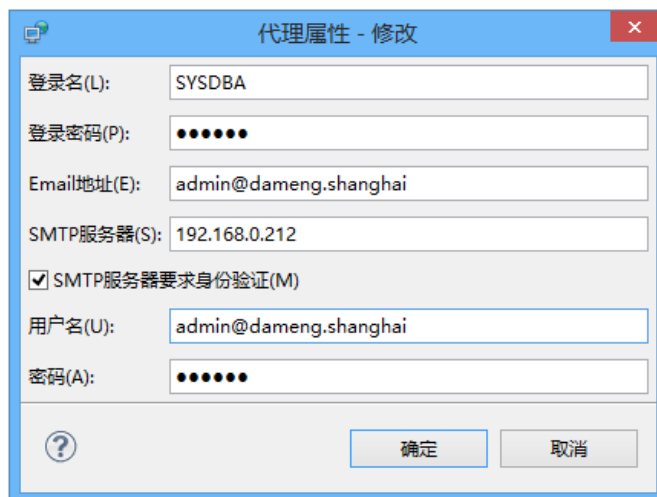 代理属性 - 修改
登录名(L): SYSDBA
登录密码(P): ●●●●●●
Email地址(E): admin@dameng.shanghai
SMTP服务器(S): 192.168.0.212
SMTP服务器要求身份验证(M)
用户名(U): admin@dameng.shanghai
密码(A): ●●●●●●
确定 取消